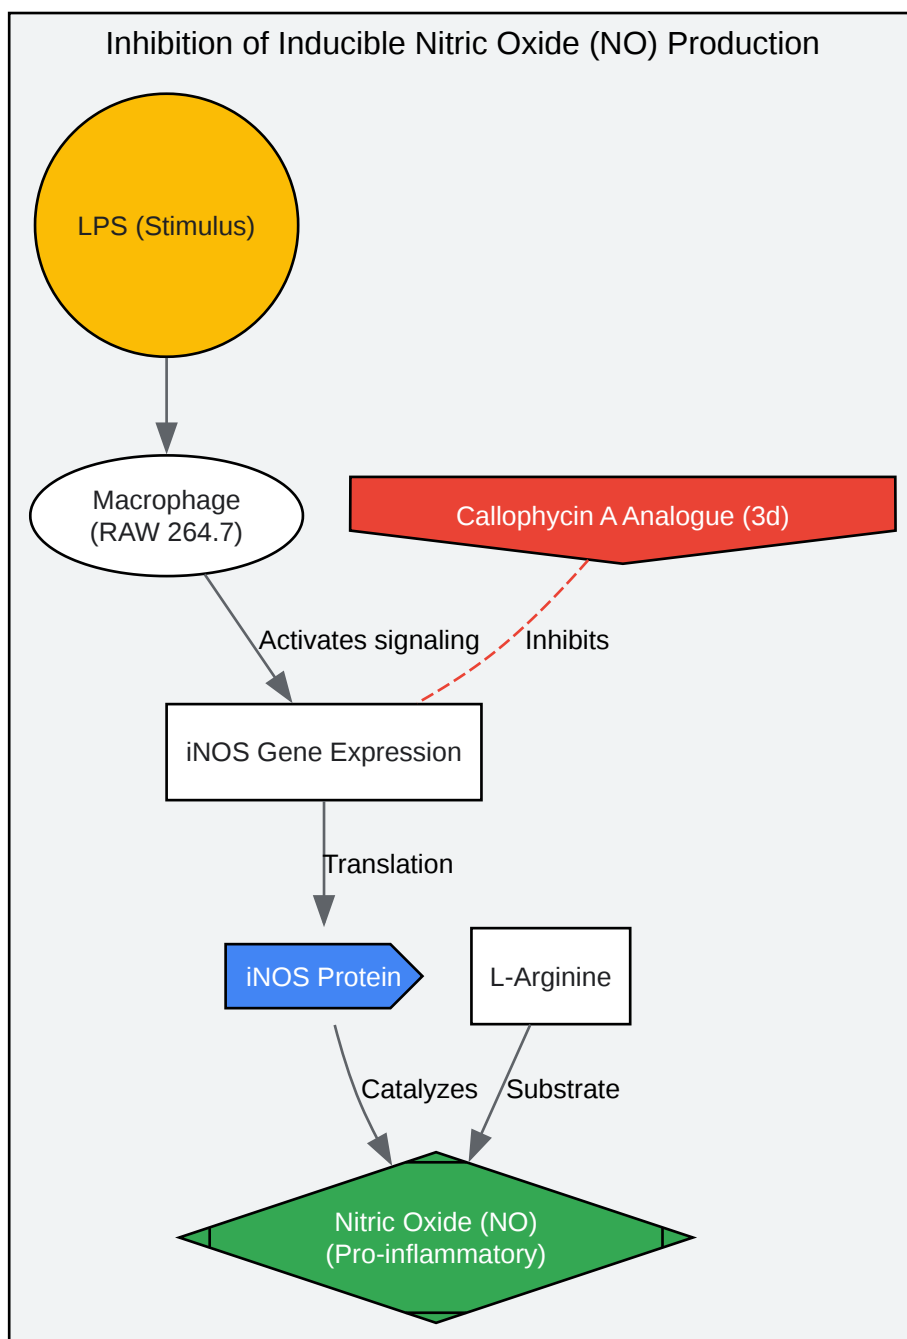 Inhibition of Inducible Nitric Oxide (NO) Production
LPS (Stimulus)
Macrophage
(RAW 264.7)
Callophycin A Analogue (3d)
Activates signaling
Inhibits
iNOS Gene Expression
Translation
iNOS Protein
L-Arginine
Catalyzes
Substrate
Nitric Oxide (NO)
(Pro-inflammatory)